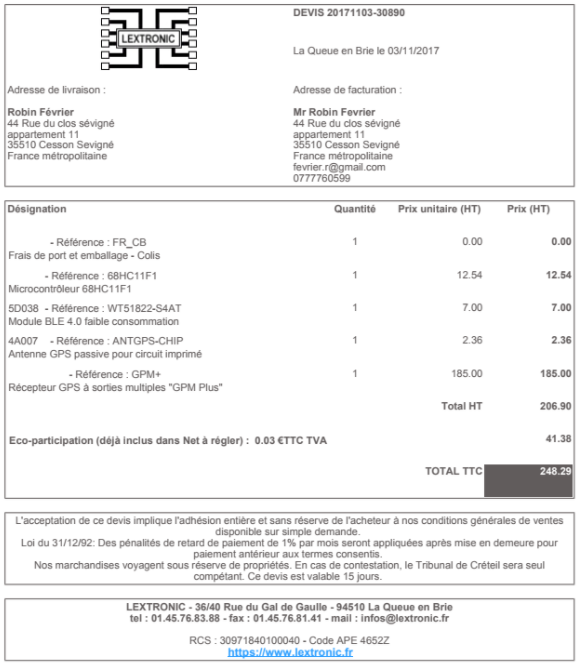 LEXTRONIC
DEVIS 20171103-30890
La Queue en Brie le 03/11/2017
Adresse de livraison :
Robin Février
44 Rue du clos sévigné
appartement 11
35510 Cesson Sevigné
France métropolitaine
Adresse de facturation :
Mr Robin Fevrier
44 Rue du clos sévigné
appartement 11
35510 Cesson Sevigné
France métropolitaine
fevrier.r@gmail.com
0777760599
Désignation Quantité Prix unitaire (HT) Prix (HT)
- Référence : FR_CB 1 0.00 0.00
Frais de port et emballage - Colis
- Référence : 68HC11F1 1 12.54 12.54
Microcontrôleur 68HC11F1
5D038 - Référence : WT51822-S4AT 1 7.00 7.00
Module BLE 4.0 faible consommation
4A007 - Référence : ANTGPS-CHIP 1 2.36 2.36
Antenne GPS passive pour circuit imprimé
- Référence : GPM+ 1 185.00 185.00
Récepteur GPS à sorties multiples "GPM Plus"
Total HT 206.90
Eco-participation (déjà inclus dans Net à régler) : 0.03 €TTC TVA 41.38
TOTAL TTC 248.29
L'acceptation de ce devis implique l'adhésion entière et sans réserve de l'acheteur à nos conditions générales de ventes
disponible sur simple demande.
Loi du 31/12/92: Des pénalités de retard de paiement de 1% par mois seront appliquées après mise en demeure pour
paiement antérieur aux termes consentis.
Nos marchandises voyagent sous réserve de propriétés. En cas de contestation, le Tribunal de Créteil sera seul
compétant. Ce devis est valable 15 jours.
LEXTRONIC - 36/40 Rue du Gal de Gaulle - 94510 La Queue en Brie
tel : 01.45.76.83.88 - fax : 01.45.76.81.41 - mail : infos@lextronic.fr
RCS : 30971840100040 - Code APE 4652Z
https://www.lextronic.fr